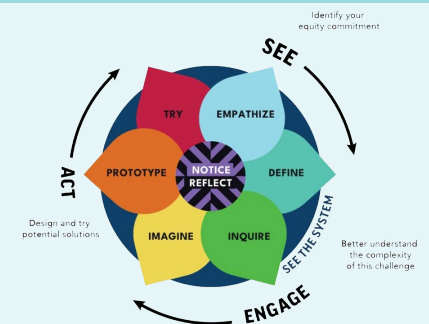 Identify your
equity commitment
SEE
TRY
EMPATHIZE
ACT
PROTOTYPE
NOTICE
REFLECT
DEFINE
Design and try
potential solutions
IMAGINE
INQUIRE
SEE THE SYSTEM
Better understand
the complexity
of this challenge
ENGAGE